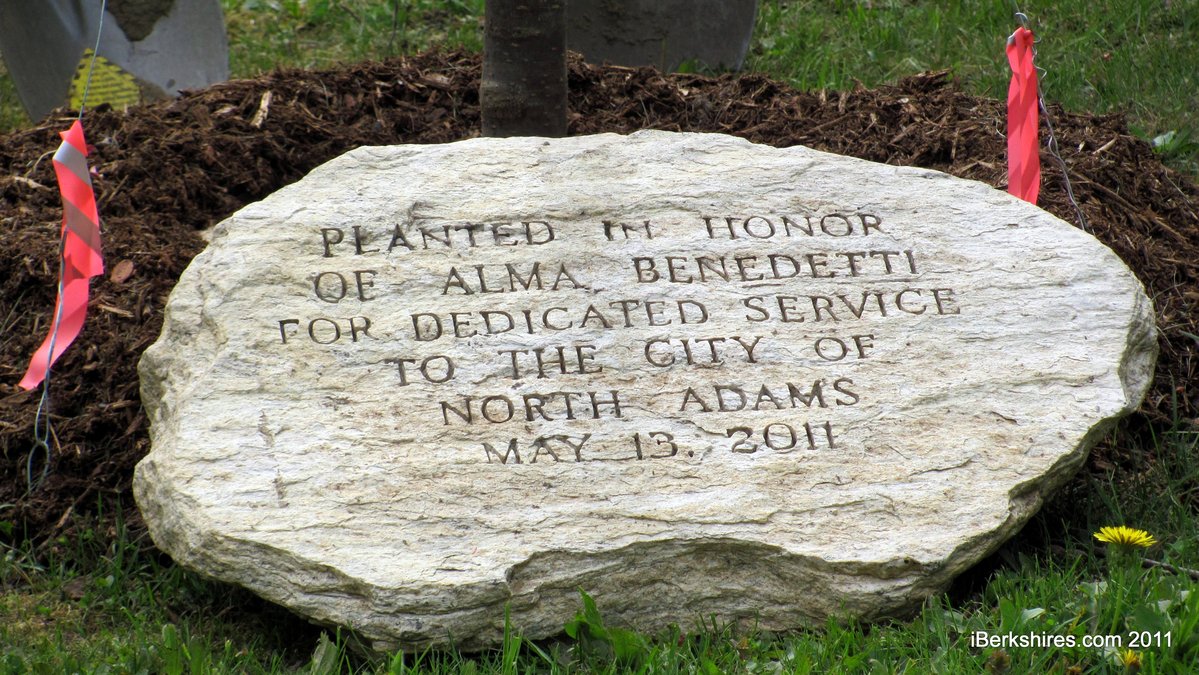 PLANTED IN HONOR
OF ALMA BENEDETTI
FOR DEDICATED SERVICE
TO THE CITY OF
NORTH ADAMS
MAY 13. 2011
iBerkshires.com 2011